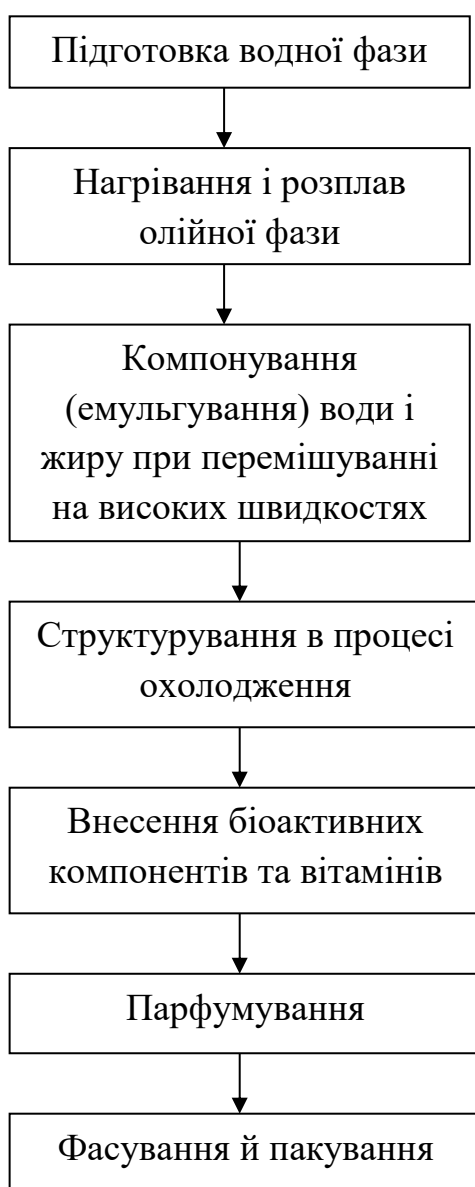 Підготовка водної фази
Нагрівання і розплав
олійної фази
Компонування
(емульгування) води і
жиру при перемішуванні
на високих швидкостях
Структурування в процесі
охолодження
Внесення біоактивних
компонентів та вітамінів
Парфумування
Фасування й пакування